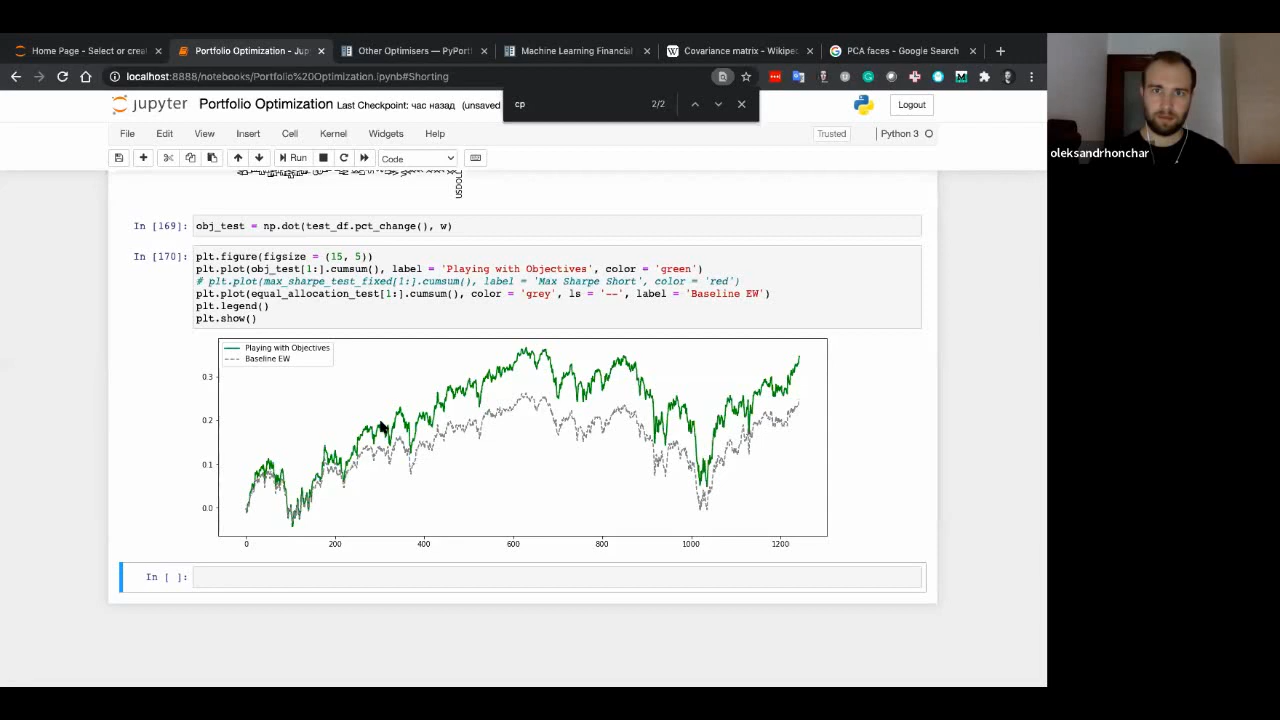 Home Page - Select or creat
Portfolio Optimization - Jup
Other Optimisers — PyPortf
Machine Learning Financial
Covariance matrix - Wikiped
PCA faces - Google Search
localhost:8888/notebooks/Portfolio%20Optimization.ipynb#Shorting
cp 2/2
jupyter Portfolio Optimization Last Checkpoint: час назад (unsaved
Logout
File Edit View Insert Cell Kernel Widgets Help
Trusted Python 3
Run Code
oleksandrhonchar
USDOLL
In [169]: obj_test = np.dot(test_df.pct_change(), w)
In [170]: plt.figure(figsize = (15, 5))
plt.plot(obj_test[1:].cumsum(), label = 'Playing with Objectives', color = 'green')
# plt.plot(max_sharpe_test_fixed[1:].cumsum(), label = 'Max Sharpe Short', color = 'red')
plt.plot(equal_allocation_test[1:].cumsum(), color = 'grey', ls = '--', label = 'Baseline EW')
plt.legend()
plt.show()
Playing with Objectives
Baseline EW
0.3
0.2
0.1
0.0
0 200 400 600 800 1000 1200
In [ ]: